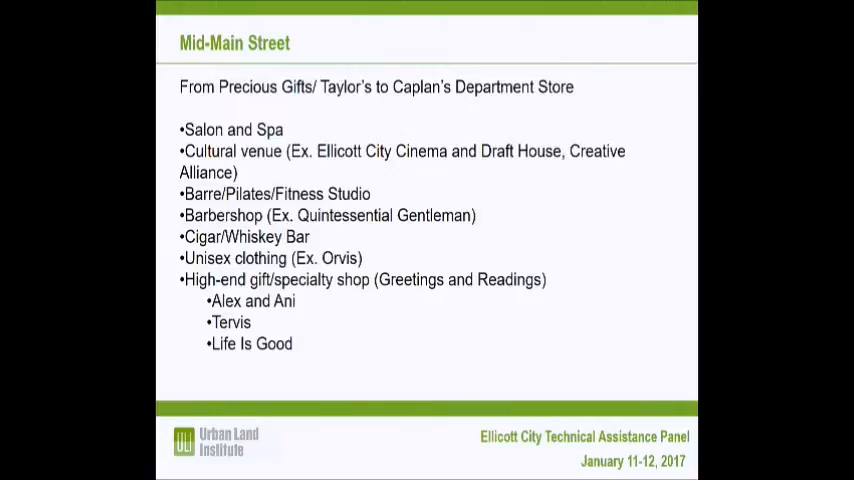 Mid-Main Street
From Precious Gifts/ Taylor's to Caplan's Department Store
•Salon and Spa
•Cultural venue (Ex. Ellicott City Cinema and Draft House, Creative
Alliance)
•Barre/Pilates/Fitness Studio
•Barbershop (Ex. Quintessential Gentleman)
•Cigar/Whiskey Bar
•Unisex clothing (Ex. Orvis)
•High-end gift/specialty shop (Greetings and Readings)
•Alex and Ani
•Tervis
•Life Is Good
ULI Urban Land
Institute
Ellicott City Technical Assistance Panel
January 11-12, 2017